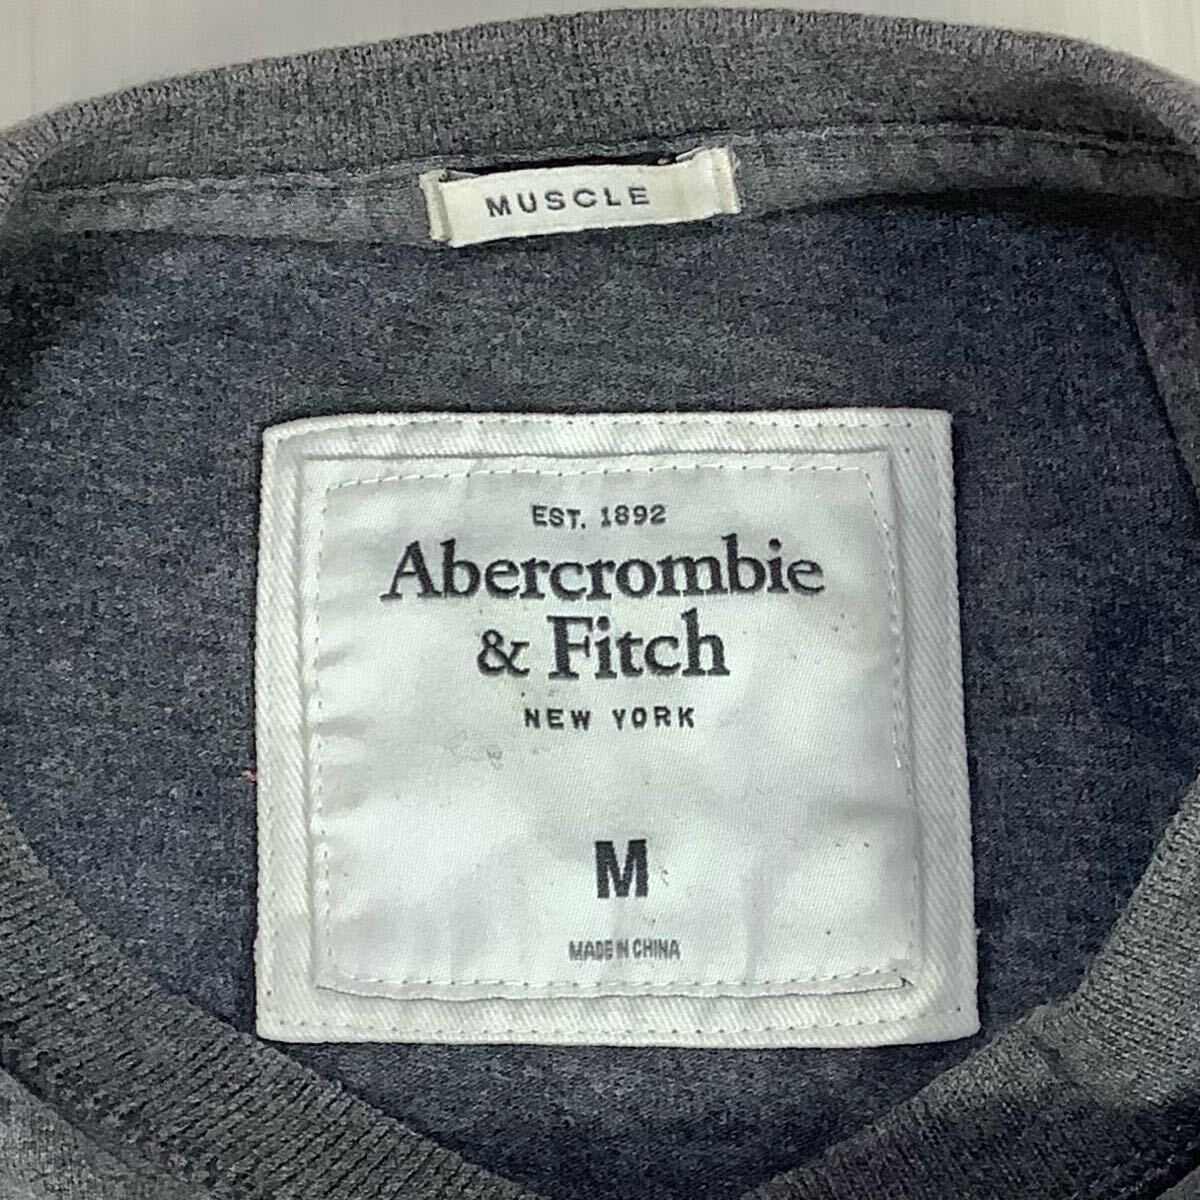 MUSCLE
EST. 1892
Abercrombie
& Fitch
NEW YORK
M
MADE IN CHINA